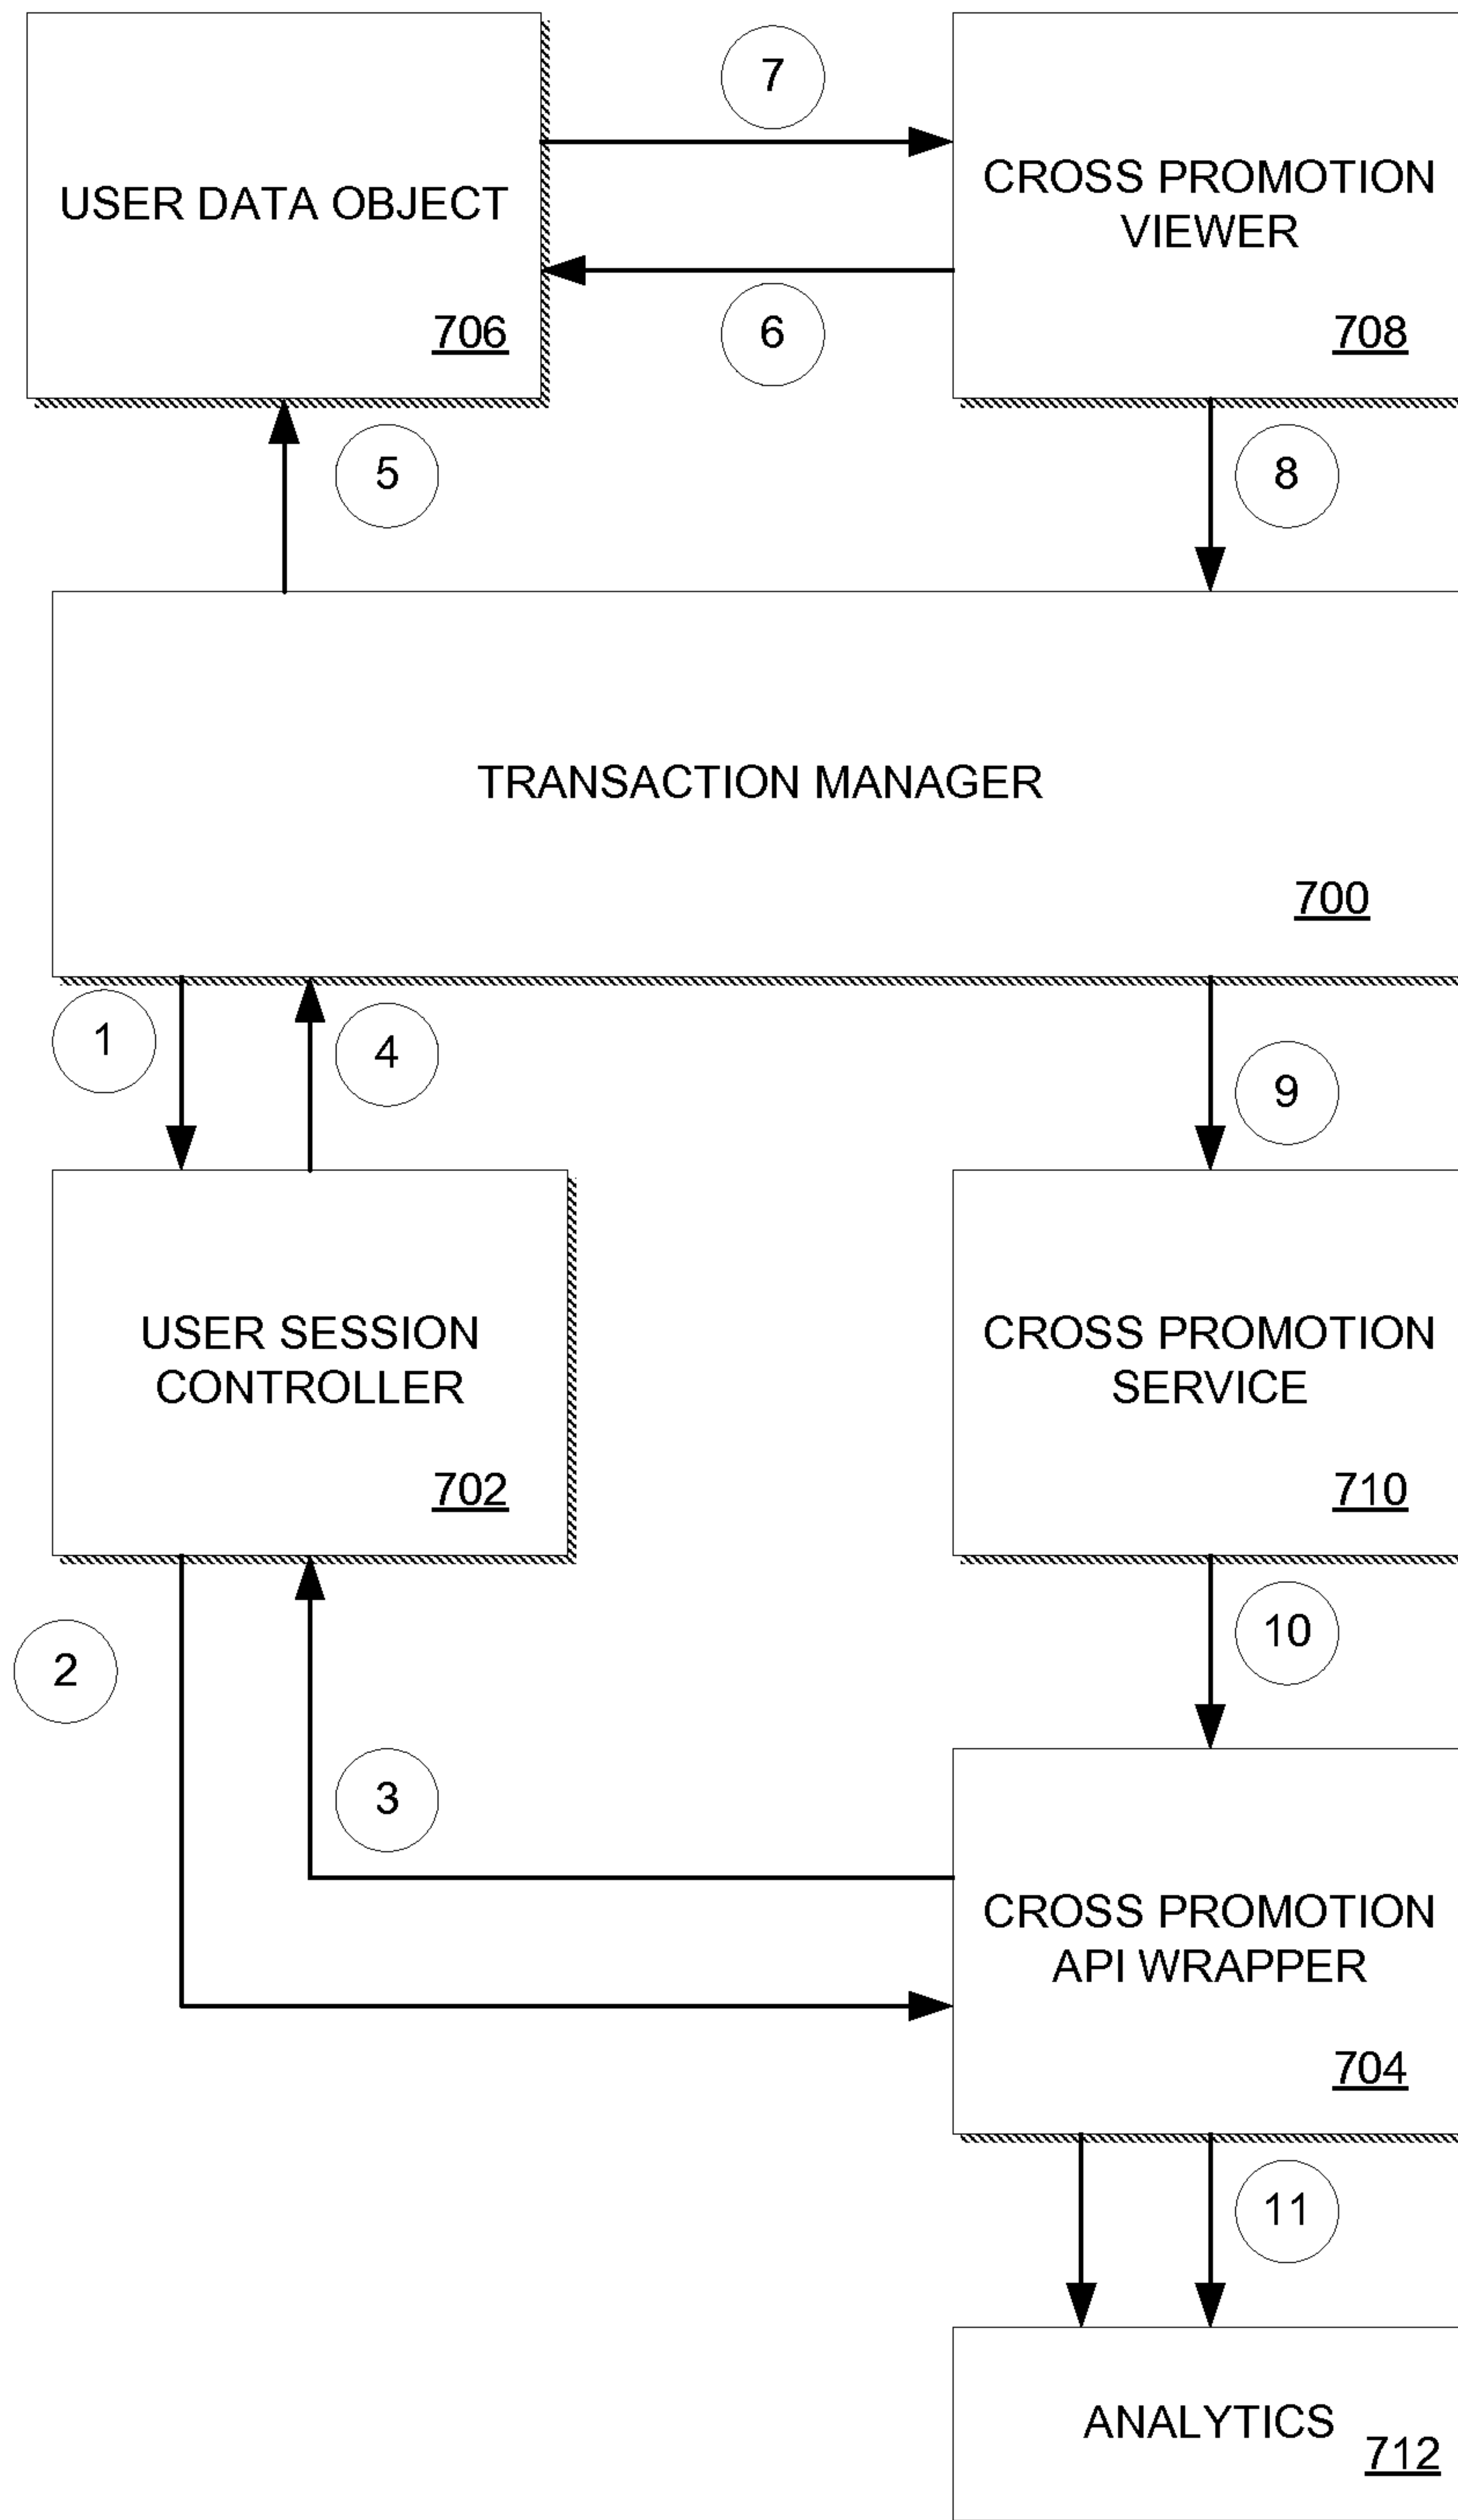 7
USER DATA OBJECT
706
CROSS PROMOTION
VIEWER
708
6
5
8
TRANSACTION MANAGER
700
1
4
9
USER SESSION
CONTROLLER
702
CROSS PROMOTION
SERVICE
710
2
10
3
CROSS PROMOTION
API WRAPPER
704
11
ANALYTICS
712